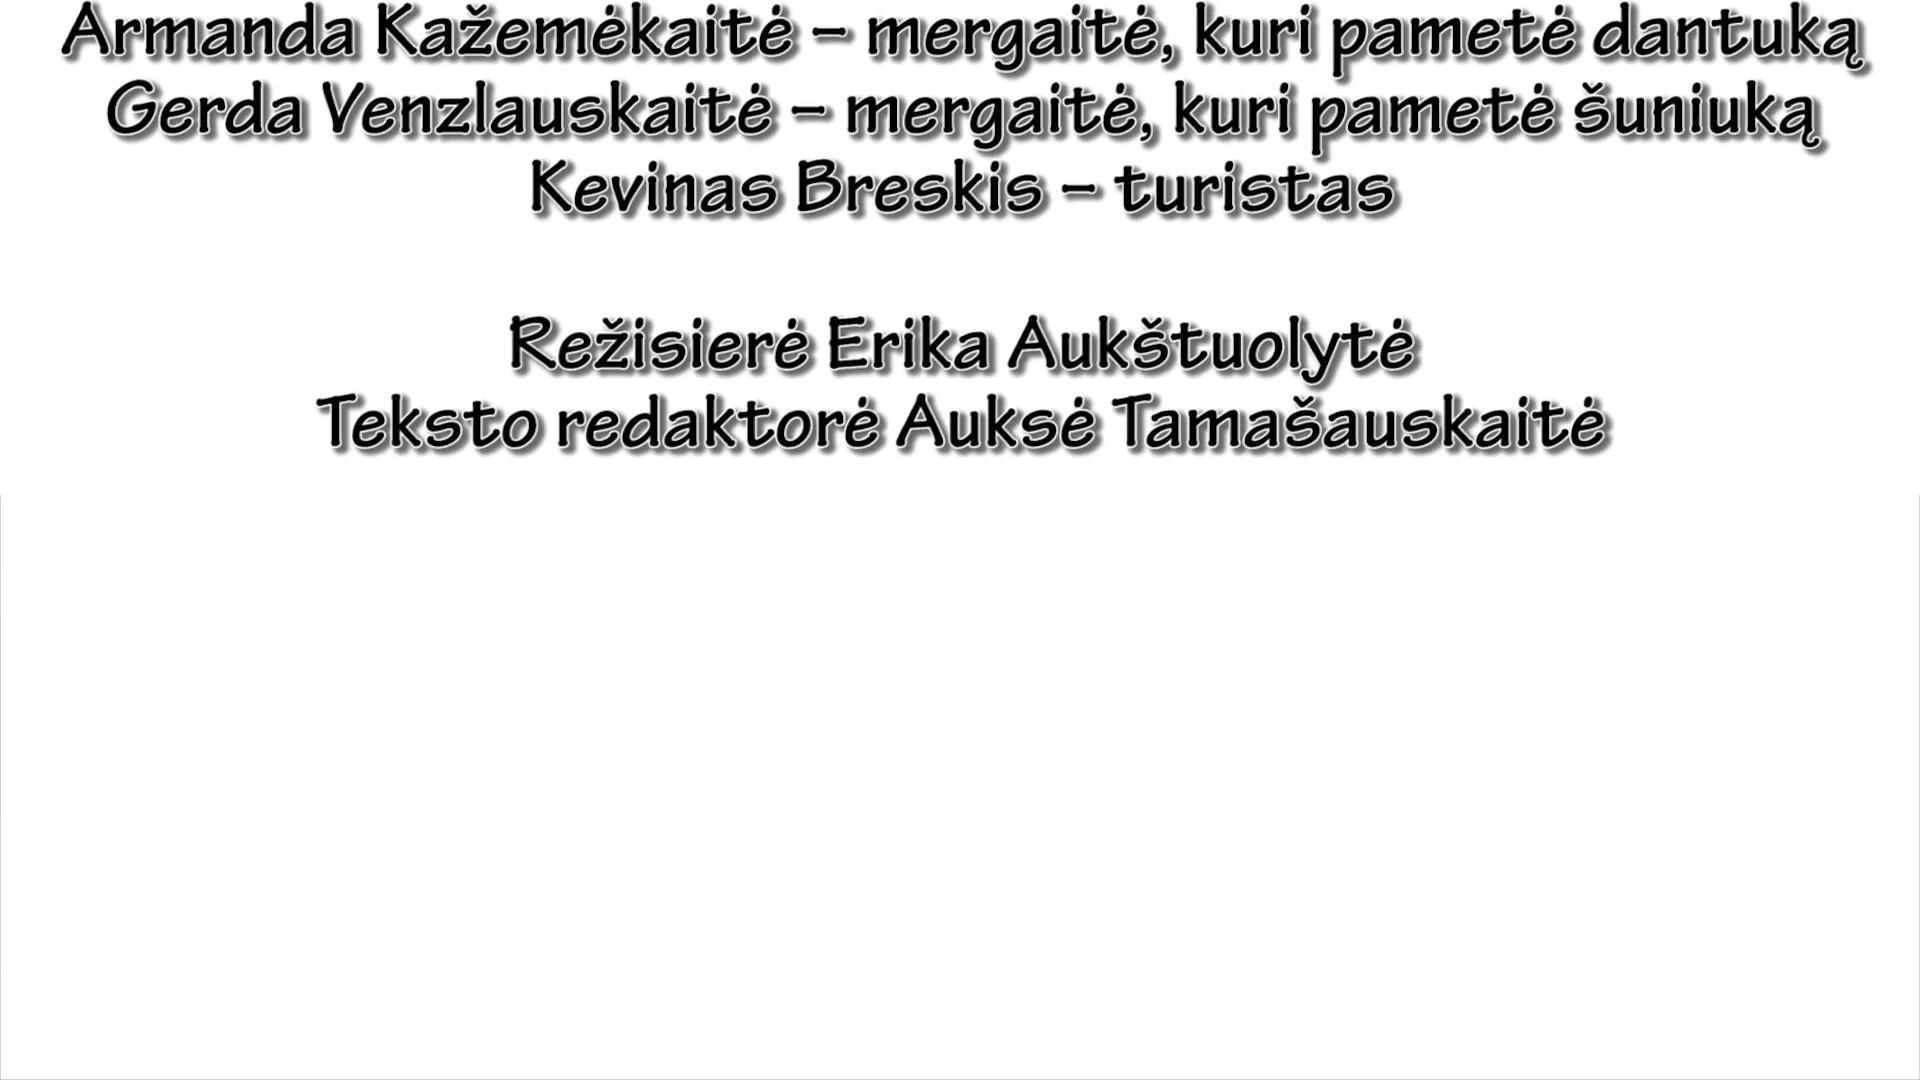 Armanda Kažemėkaitė – mergaitė, kuri pametė dantuką
Gerda Venzlauskaitė – mergaitė, kuri pametė šuniuką
Kevinas Breskis – turistas
Režisierė Erika Aukštuolytė
Teksto redaktorė Auksė Tamašauskaitė